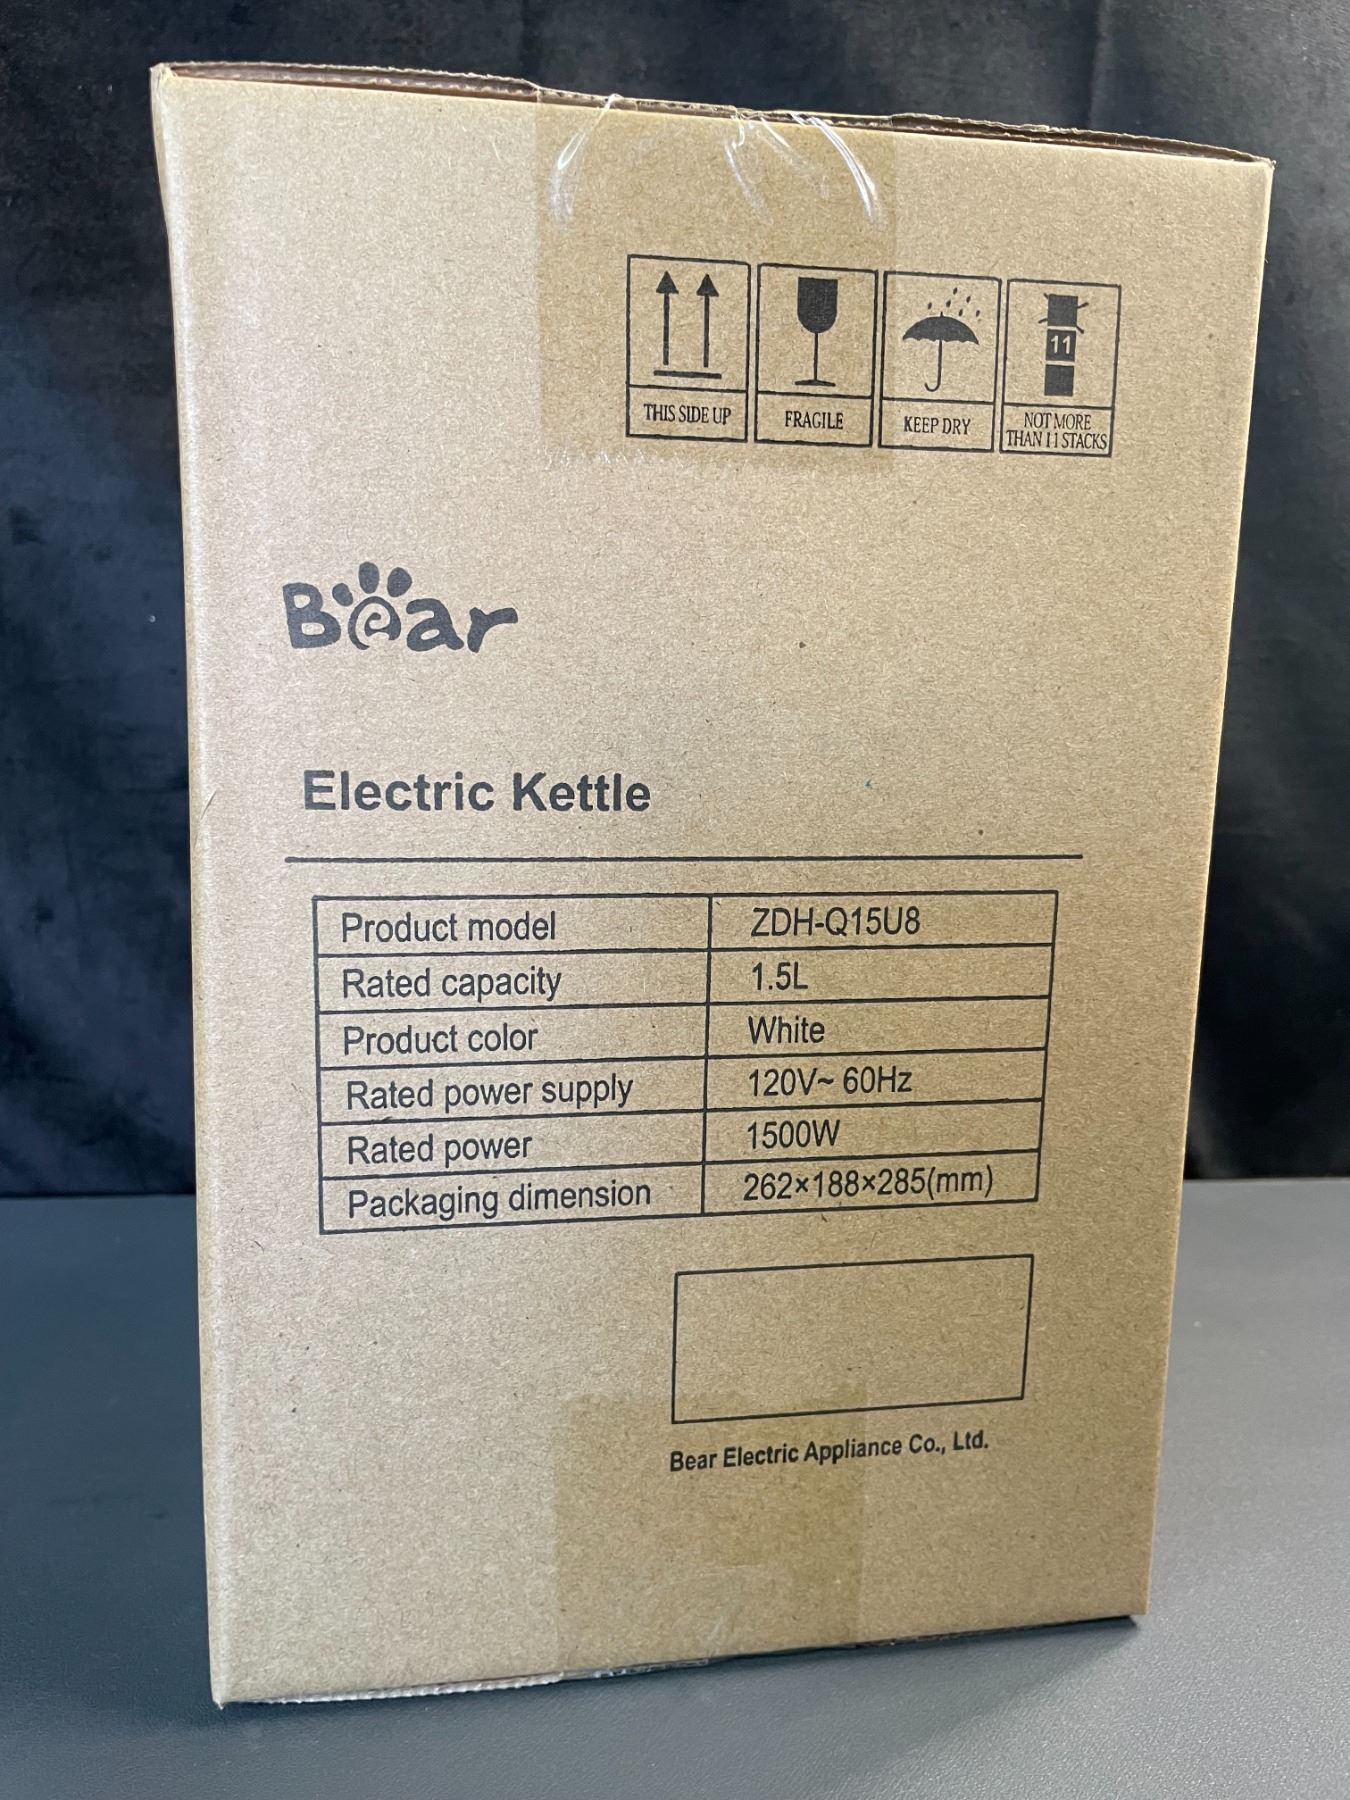 11
THIS SIDE UP
FRAGILE
KEEP DRY
NOT MORE
THAN 11 STACKS
Bear
Electric Kettle
Product model ZDH-Q15U8
Rated capacity 1.5L
Product color White
Rated power supply 120V~ 60Hz
Rated power 1500W
Packaging dimension 262×188×285(mm)
Bear Electric Appliance Co., Ltd.